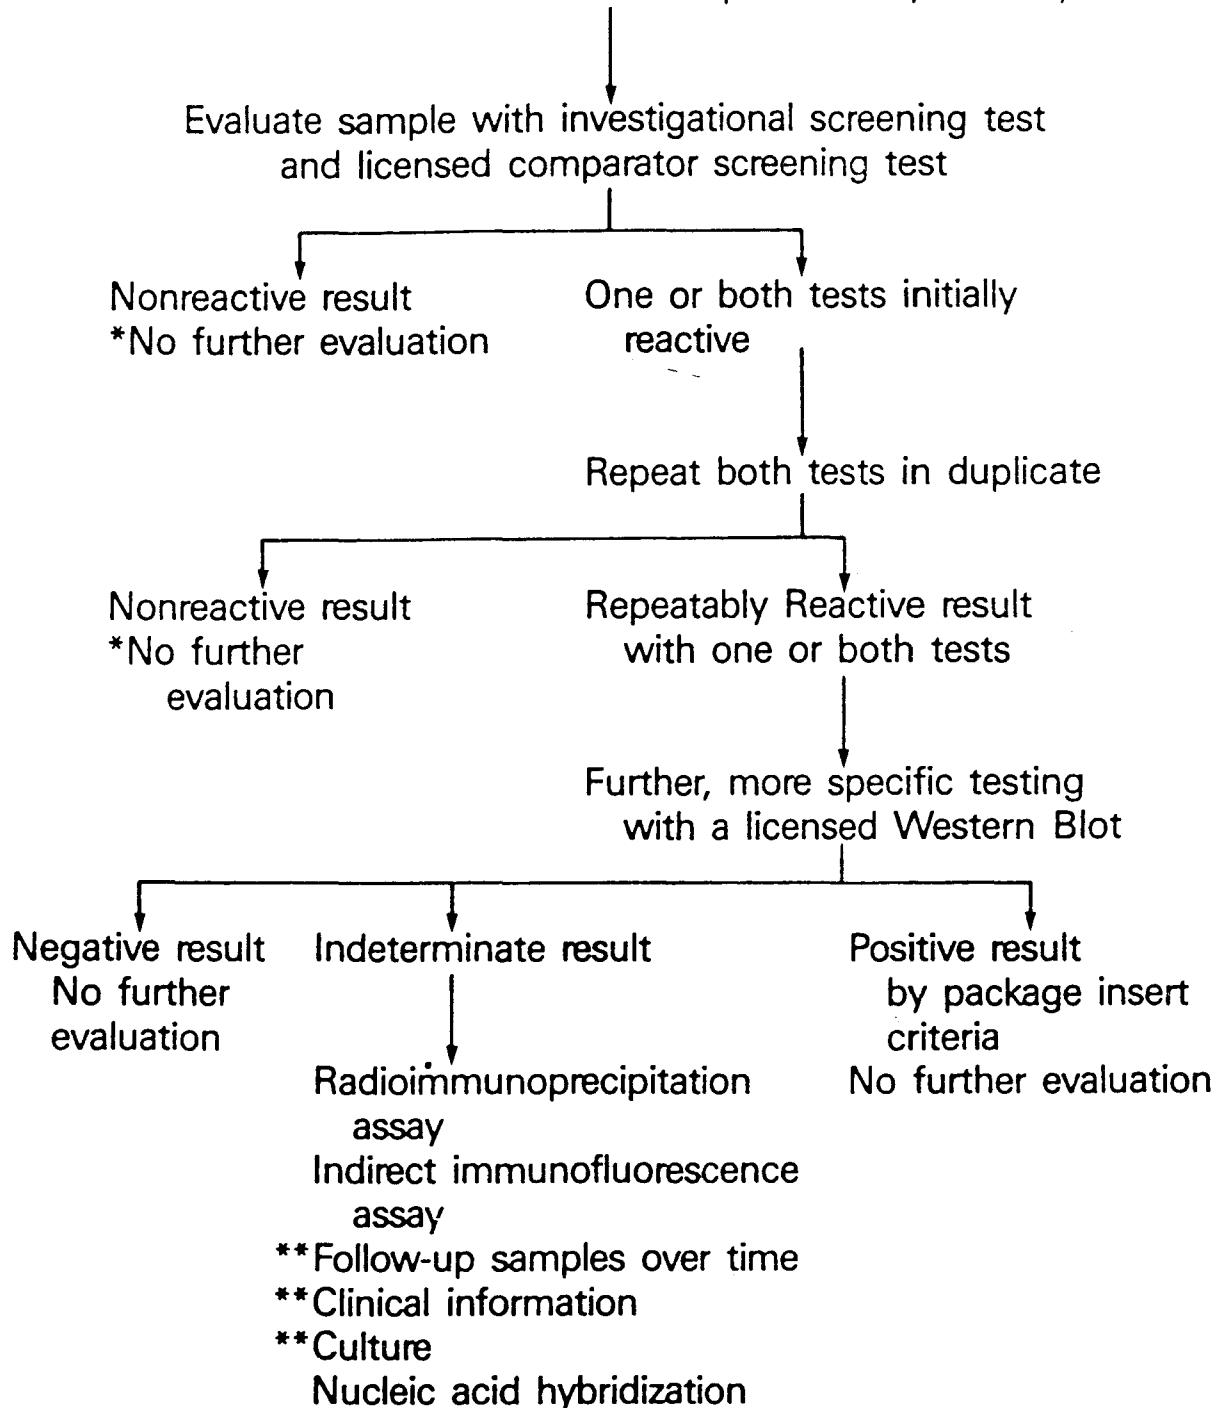 Evaluate sample with investigational screening test
and licensed comparator screening test
Nonreactive result
*No further evaluation
One or both tests initially
reactive
Repeat both tests in duplicate
Nonreactive result
*No further
evaluation
Repeatably Reactive result
with one or both tests
Further, more specific testing
with a licensed Western Blot
Negative result
No further
evaluation
Indeterminate result
Radioimmunoprecipitation
assay
Indirect immunofluorescence
assay
**Follow-up samples over time
**Clinical information
**Culture
Nucleic acid hybridization
Positive result
by package insert
criteria
No further evaluation